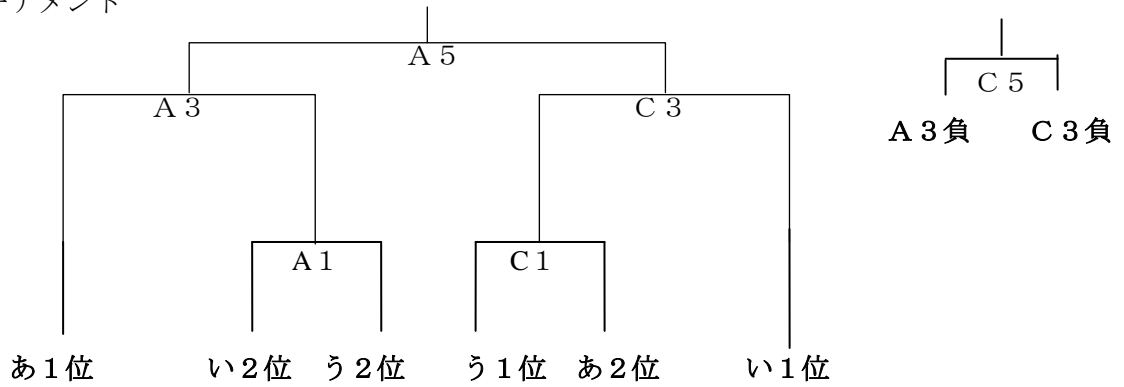 ーナメント
Ａ５
Ａ３
Ｃ３
Ｃ５
Ａ３負 Ｃ３負
Ａ１
Ｃ１
あ１位 い２位 う２位 う１位 あ２位 い１位